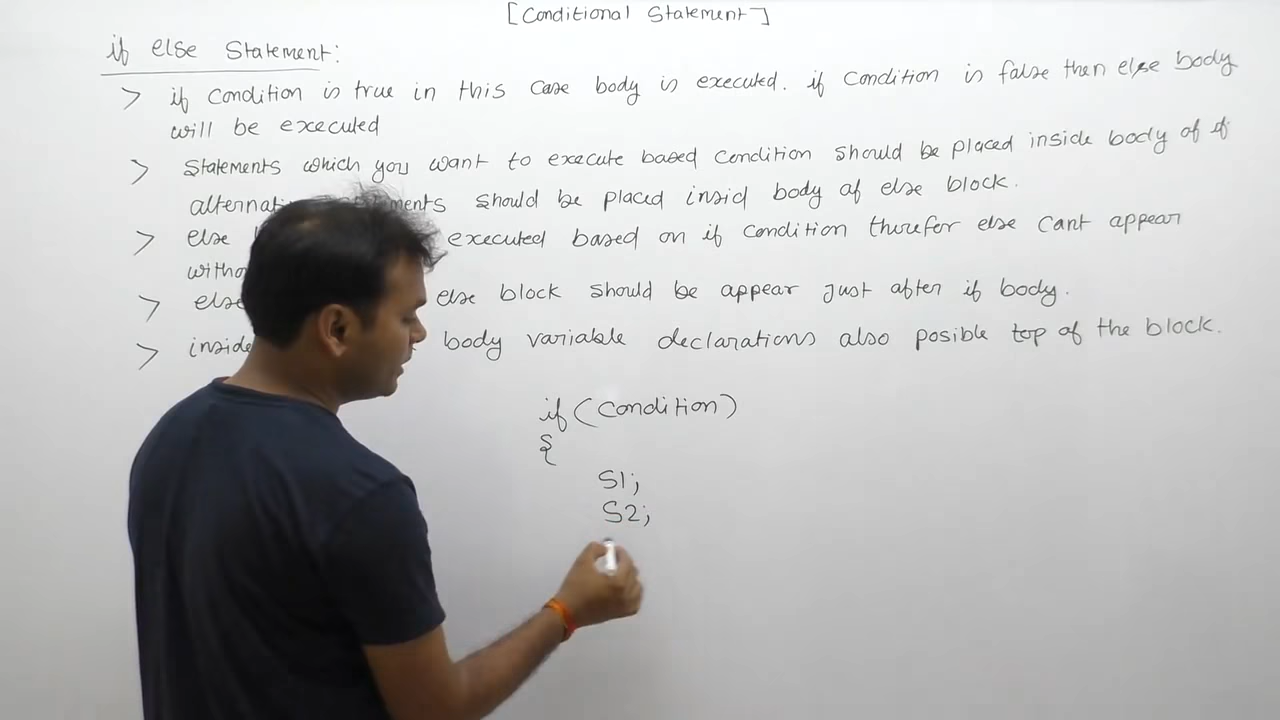 [Conditional Statement]
if else Statement:
> if condition is true in this case body is executed. if condition is false then else body
will be executed
> Statements which you want to execute based condition should be placed inside body of if
should be placed insid body of else block.
> else executed based on if condition therefor else cant appear
> else block should be appear just after if body.
> inside body variable declarations also posible top of the block.
if (condition)
{
S1;
S2;